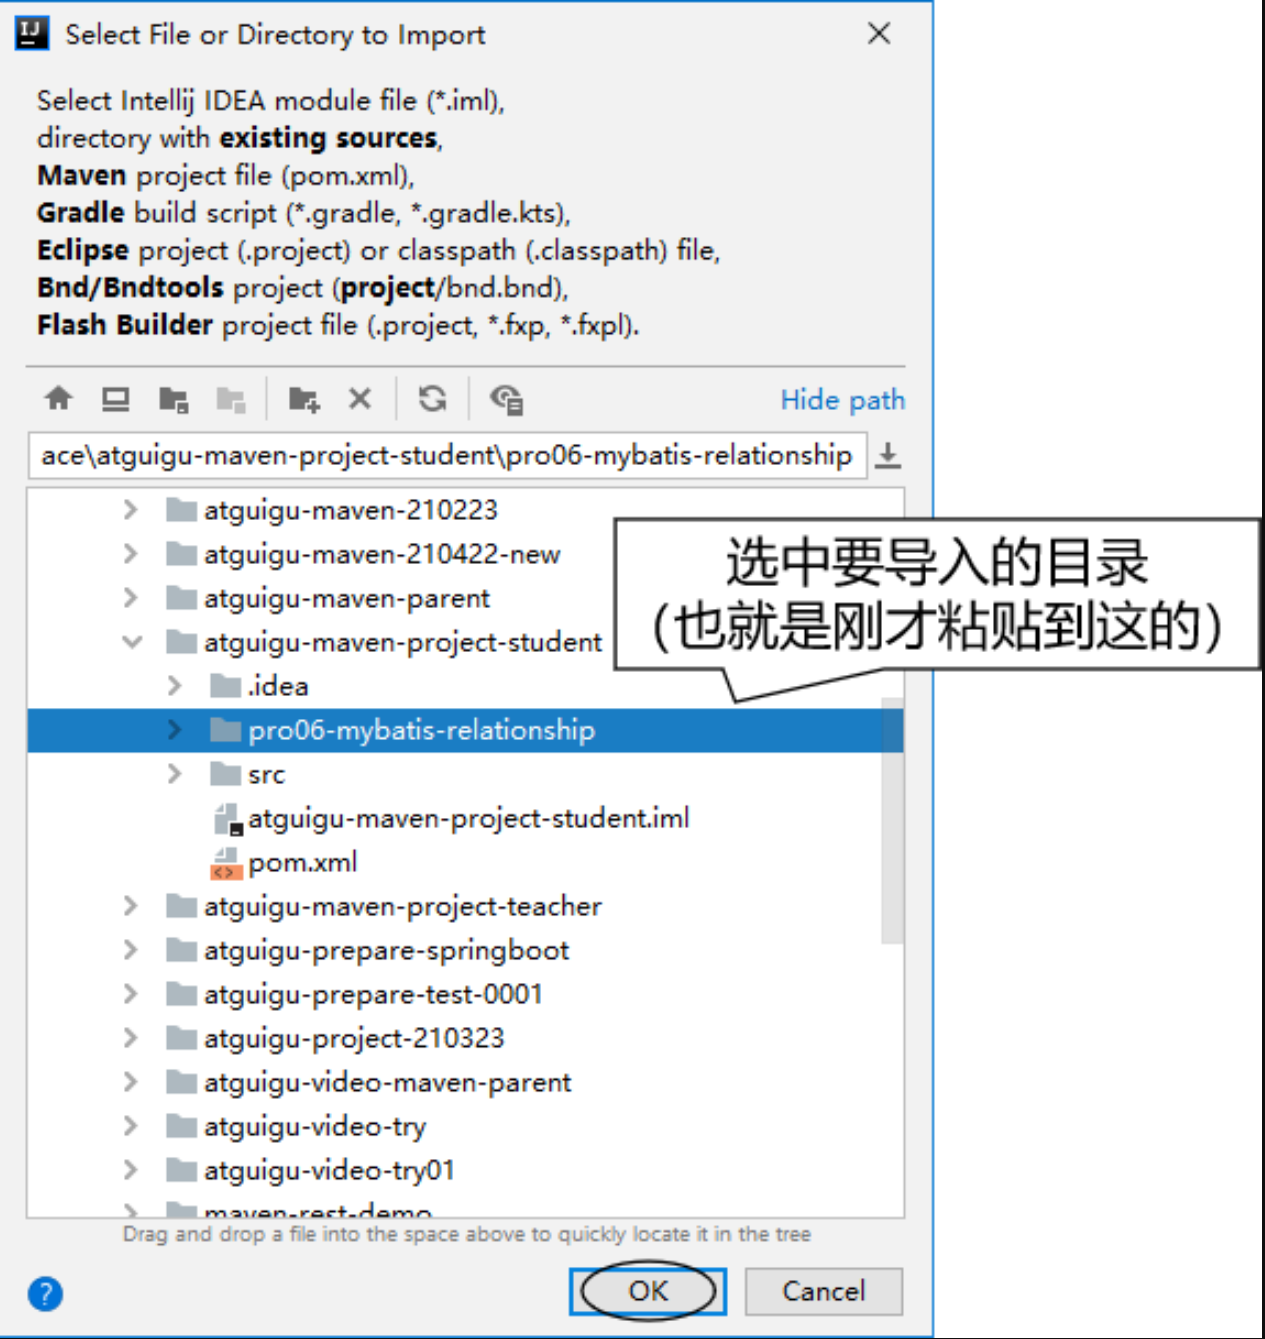 Select File or Directory to Import
Select Intellij IDEA module file (*.iml),
directory with existing sources,
Maven project file (pom.xml),
Gradle build script (*.gradle, *.gradle.kts),
Eclipse project (.project) or classpath (.classpath) file,
Bnd/Bndtools project (project/bnd.bnd),
Flash Builder project file (.project, *.fxp, *.fxpl).
Hide path
ace\atguigu-maven-project-student\pro06-mybatis-relationship
atguigu-maven-210223
atguigu-maven-210422-new
atguigu-maven-parent
atguigu-maven-project-student
选中要导入的目录
（也就是刚才粘贴到这的）
.idea
pro06-mybatis-relationship
src
atguigu-maven-project-student.iml
pom.xml
atguigu-maven-project-teacher
atguigu-prepare-springboot
atguigu-prepare-test-0001
atguigu-project-210323
atguigu-video-maven-parent
atguigu-video-try
atguigu-video-try01
maven-rest-demo
Drag and drop a file into the space above to quickly locate it in the tree
?
OK
Cancel